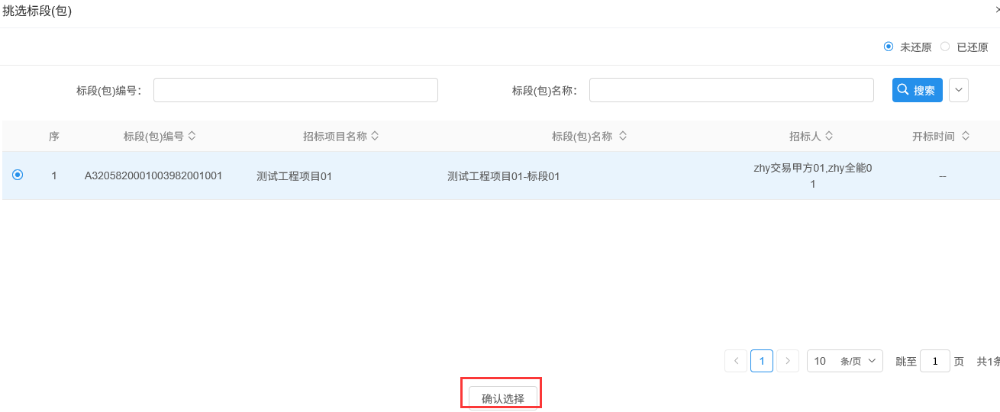 挑选标段(包)
未还原 已还原
标段(包)编号： 标段(包)名称： 搜索
序 标段(包)编号 招标项目名称 标段(包)名称 招标人 开标时间
1 A3205820001003982001001 测试工程项目01 测试工程项目01-标段01 zhy交易甲方01,zhy全能01 --
1 10 条/页 跳至 1 页 共1条
确认选择